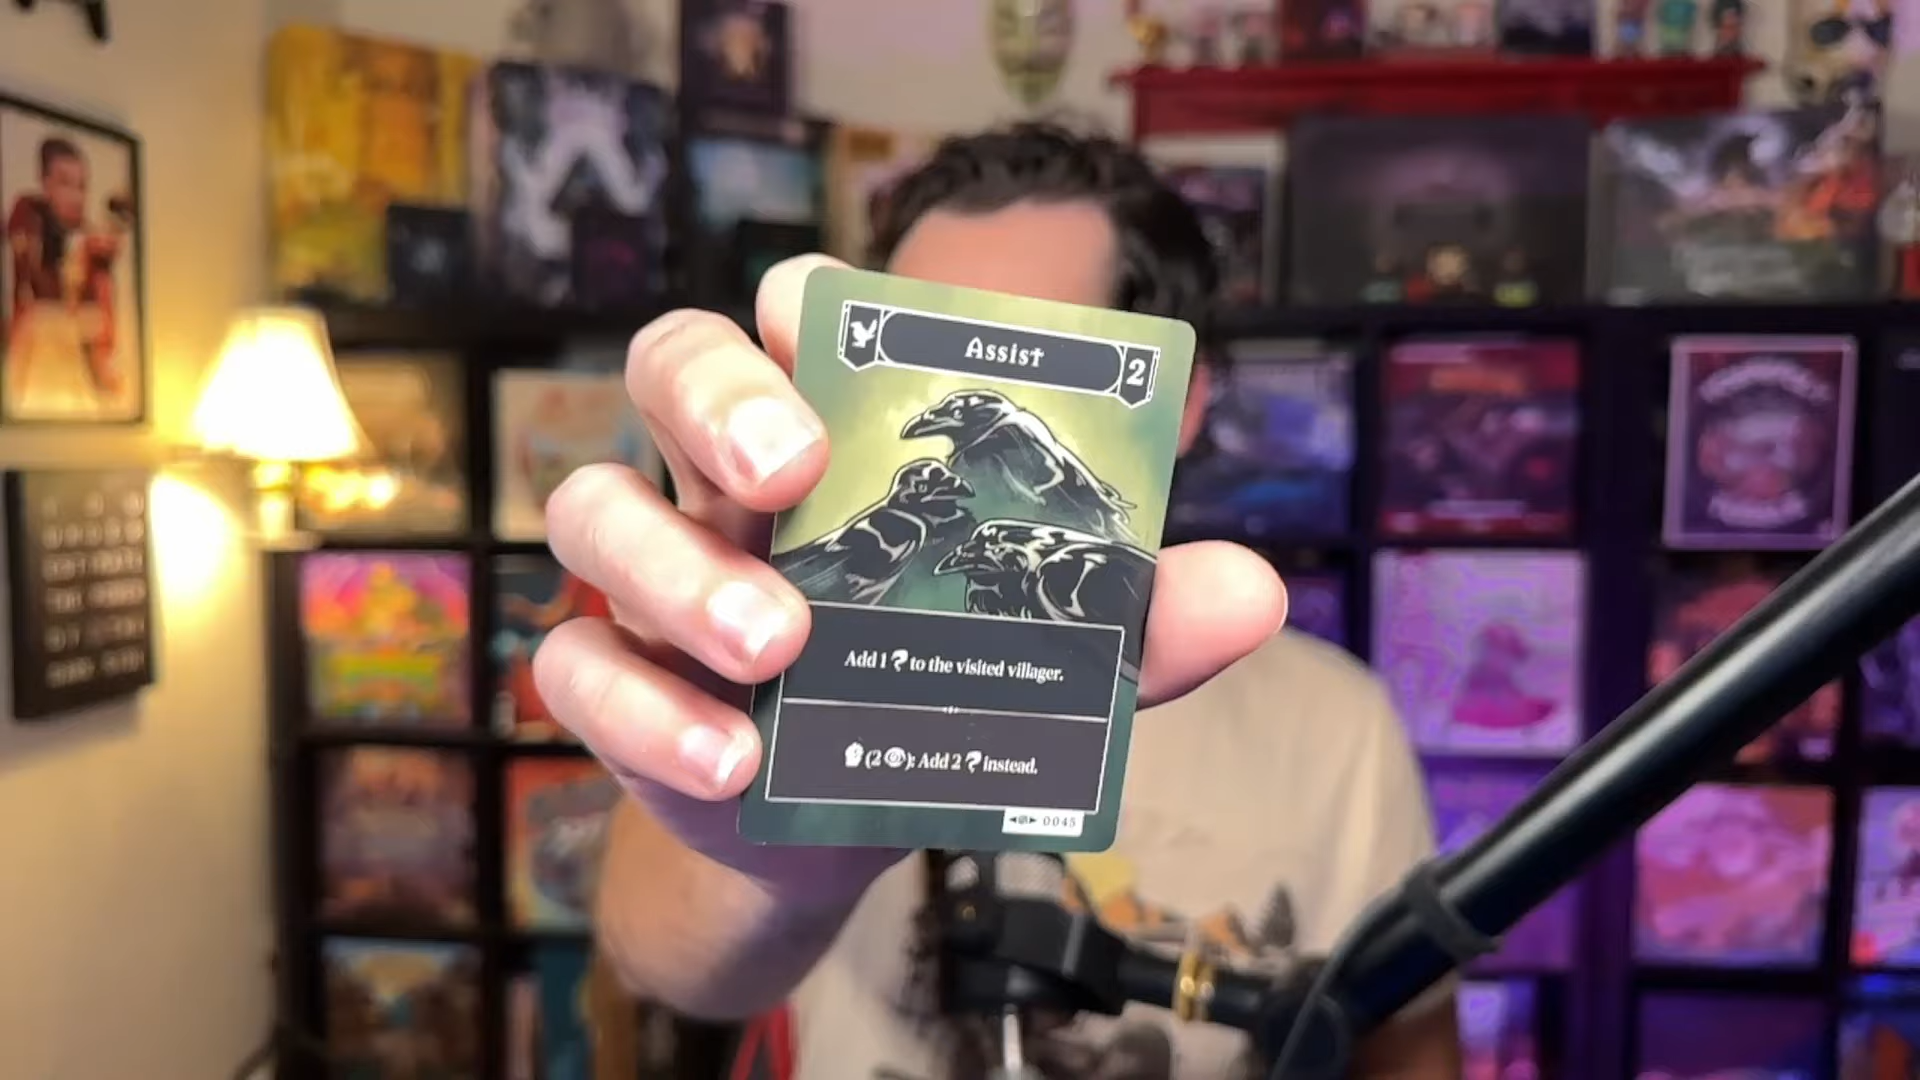 Assist
2
Add 1 to the visited villager.
(2 ): Add 2 instead.
0045